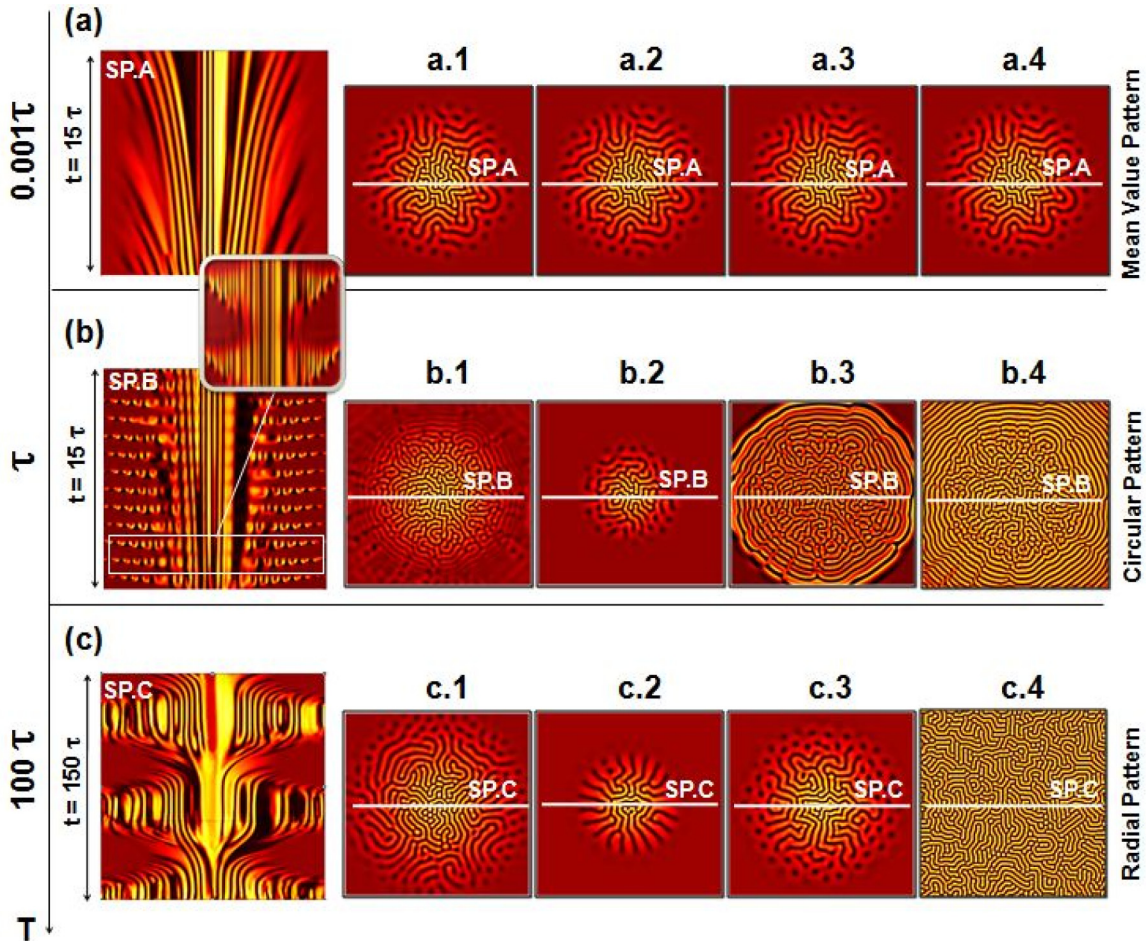 (a)
SP.A
t = 15 τ
0.001τ
a.1 a.2 a.3 a.4
SP.A SP.A SP.A SP.A
Mean Value Pattern
(b)
SP.B
t = 15 τ
τ
b.1 b.2 b.3 b.4
SP.B SP.B SP.B SP.B
Circular Pattern
(c)
SP.C
t = 150 τ
100 τ
c.1 c.2 c.3 c.4
SP.C SP.C SP.C SP.C
Radial Pattern
T